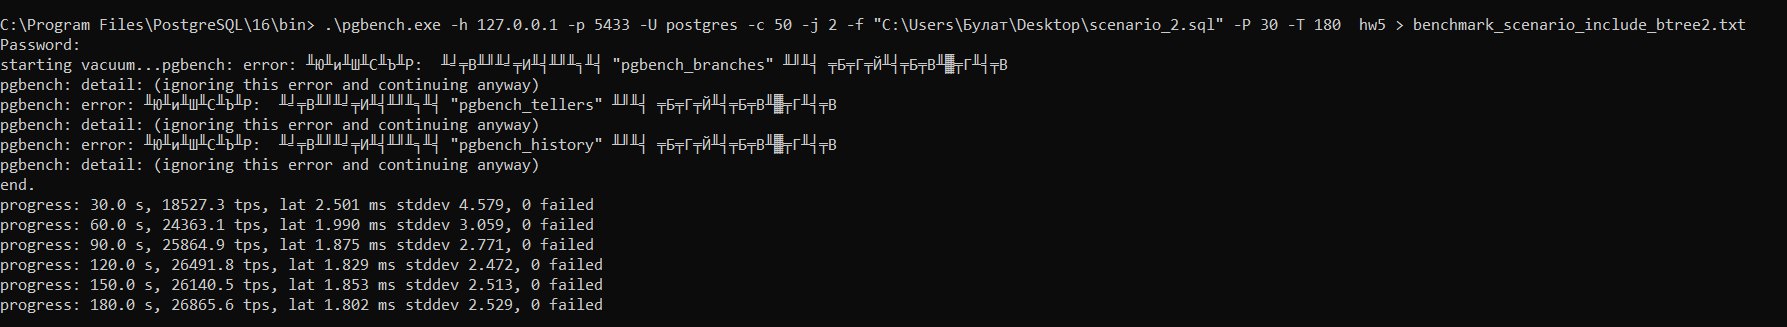 C:\Program Files\PostgreSQL\16\bin> .\pgbench.exe -h 127.0.0.1 -p 5433 -U postgres -c 50 -j 2 -f "C:\Users\Булат\Desktop\scenario_2.sql" -P 30 -T 180  hw5 > benchmark_scenario_include_btree2.txt
Password:
starting vacuum...pgbench: error: "pgbench_branches"
pgbench: detail: (ignoring this error and continuing anyway)
pgbench: error: "pgbench_tellers"
pgbench: detail: (ignoring this error and continuing anyway)
pgbench: error: "pgbench_history"
pgbench: detail: (ignoring this error and continuing anyway)
end.
progress: 30.0 s, 18527.3 tps, lat 2.501 ms stddev 4.579, 0 failed
progress: 60.0 s, 24363.1 tps, lat 1.990 ms stddev 3.059, 0 failed
progress: 90.0 s, 25864.9 tps, lat 1.875 ms stddev 2.771, 0 failed
progress: 120.0 s, 26491.8 tps, lat 1.829 ms stddev 2.472, 0 failed
progress: 150.0 s, 26140.5 tps, lat 1.853 ms stddev 2.513, 0 failed
progress: 180.0 s, 26865.6 tps, lat 1.802 ms stddev 2.529, 0 failed